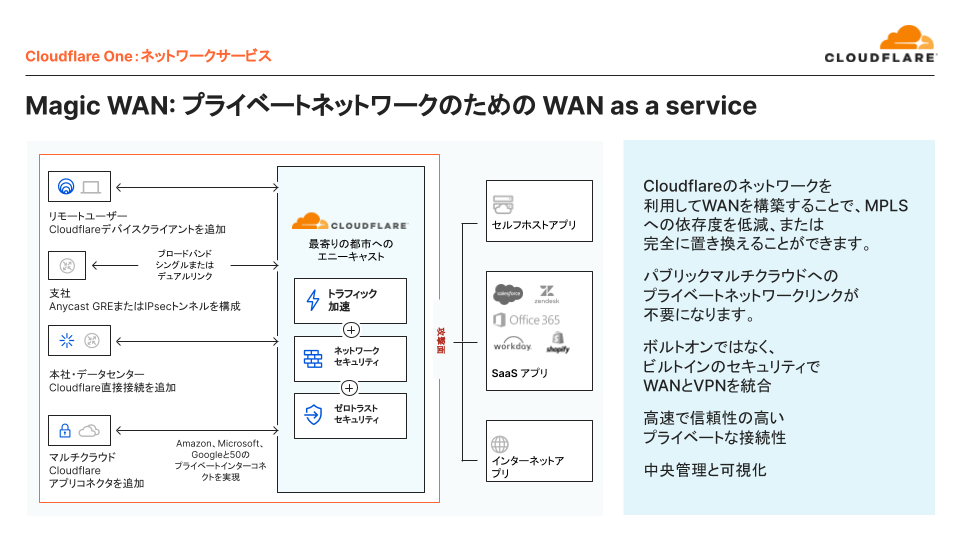 Cloudflare One：ネットワークサービス
CLOUDFLARE
Magic WAN: プライベートネットワークのための WAN as a service
リモートユーザー
Cloudflareデバイスクライアントを追加
ブロードバンド
シングルまたは
デュアルリンク
支社
Anycast GREまたはIPsecトンネルを構成
本社・データセンター
Cloudflare直接接続を追加
マルチクラウド
Cloudflare
アプリコネクタを追加
Amazon、Microsoft、
Googleと50の
プライベートインターコネ
クトを実現
CLOUDFLARE
最寄りの都市への
エニーキャスト
トラフィック
加速
ネットワーク
セキュリティ
ゼロトラスト
セキュリティ
攻撃面
セルフホストアプリ
salesforce
zendesk
Office 365
workday
shopify
SaaS アプリ
インターネットア
プリ
Cloudflareのネットワークを
利用してWANを構築することで、MPLS
への依存度を低減、または
完全に置き換えることができます。
パブリックマルチクラウドへの
プライベートネットワークリンクが
不要になります。
ボルトオンではなく、
ビルトインのセキュリティで
WANとVPNを統合
高速で信頼性の高い
プライベートな接続性
中央管理と可視化